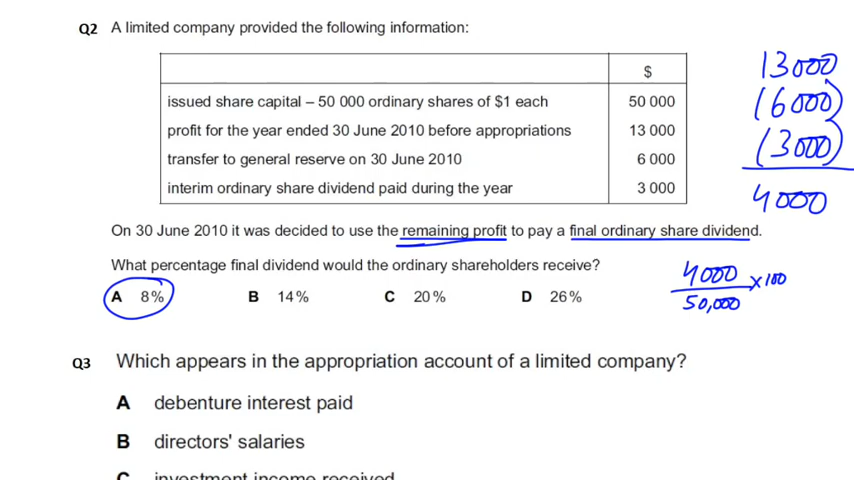 Q2 A limited company provided the following information:
$
issued share capital – 50 000 ordinary shares of $1 each 50 000
profit for the year ended 30 June 2010 before appropriations 13 000
transfer to general reserve on 30 June 2010 6 000
interim ordinary share dividend paid during the year 3 000
13000
(6000)
(3000)
4000
On 30 June 2010 it was decided to use the remaining profit to pay a final ordinary share dividend.
What percentage final dividend would the ordinary shareholders receive?
A 8% B 14% C 20% D 26%
4000
50,000
x100
Q3 Which appears in the appropriation account of a limited company?
A debenture interest paid
B directors' salaries
C investment income received